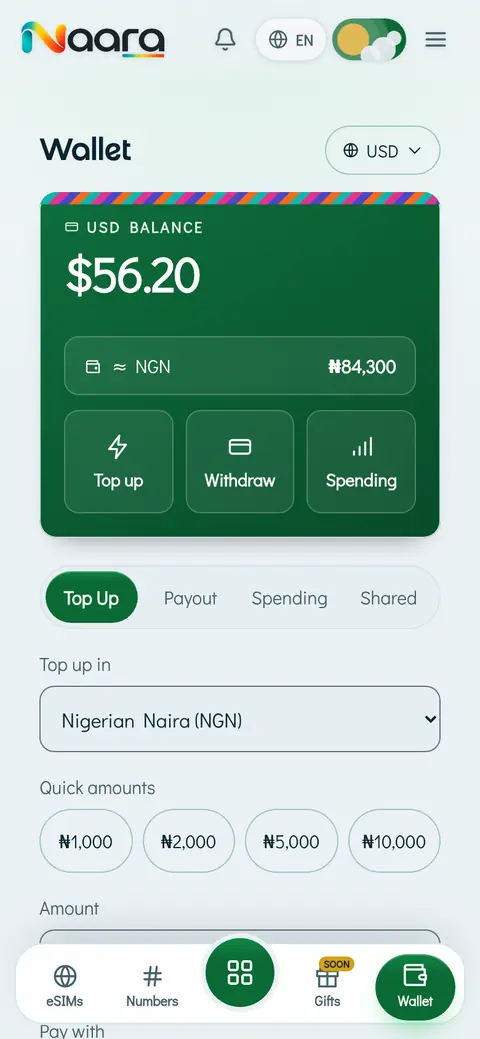 Naara
EN
Wallet
USD
USD BALANCE
$56.20
≈ NGN ₦84,300
Top up Withdraw Spending
Top Up Payout Spending Shared
Top up in
Nigerian Naira (NGN)
Quick amounts
₦1,000 ₦2,000 ₦5,000 ₦10,000
Amount
SOON
eSIMs Numbers Gifts Wallet
Pay with